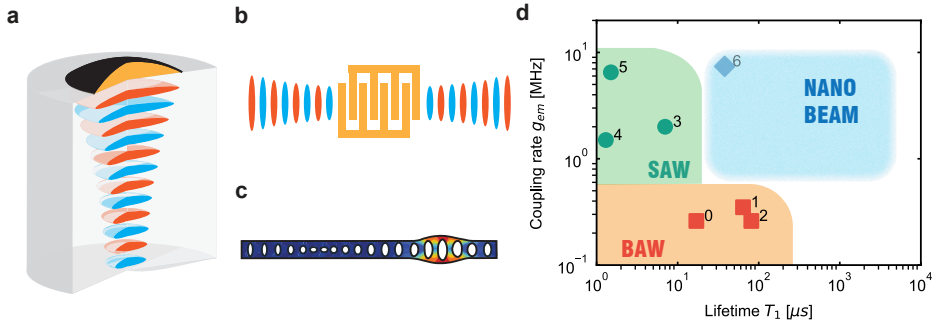 a
b
c
d
Coupling rate g_em [MHz]
10^1
10^0
10^-1
5
4
3
6
0
1
2
SAW
BAW
NANO
BEAM
10^0
10^1
10^2
10^3
10^4
Lifetime T_1 [μs]